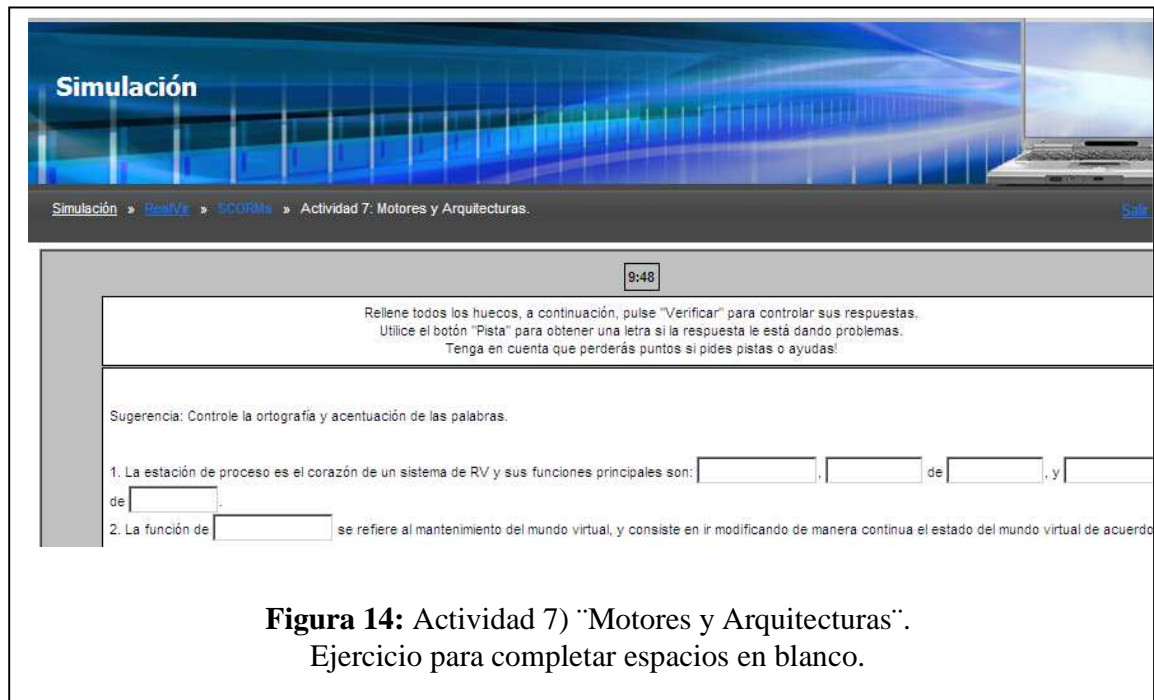 Simulación
Simulación » RealVir » SCORMs » Actividad 7: Motores y Arquitecturas.
Salir
9:48
Rellene todos los huecos, a continuación, pulse "Verificar" para controlar sus respuestas.
Utilice el botón "Pista" para obtener una letra si la respuesta le está dando problemas.
Tenga en cuenta que perderás puntos si pides pistas o ayudas!
Sugerencia: Controle la ortografía y acentuación de las palabras.
1. La estación de proceso es el corazón de un sistema de RV y sus funciones principales son: , de , y
de .
2. La función de se refiere al mantenimiento del mundo virtual, y consiste en ir modificando de manera continua el estado del mundo virtual de acuerdo
Figura 14: Actividad 7) ¨Motores y Arquitecturas¨.
Ejercicio para completar espacios en blanco.